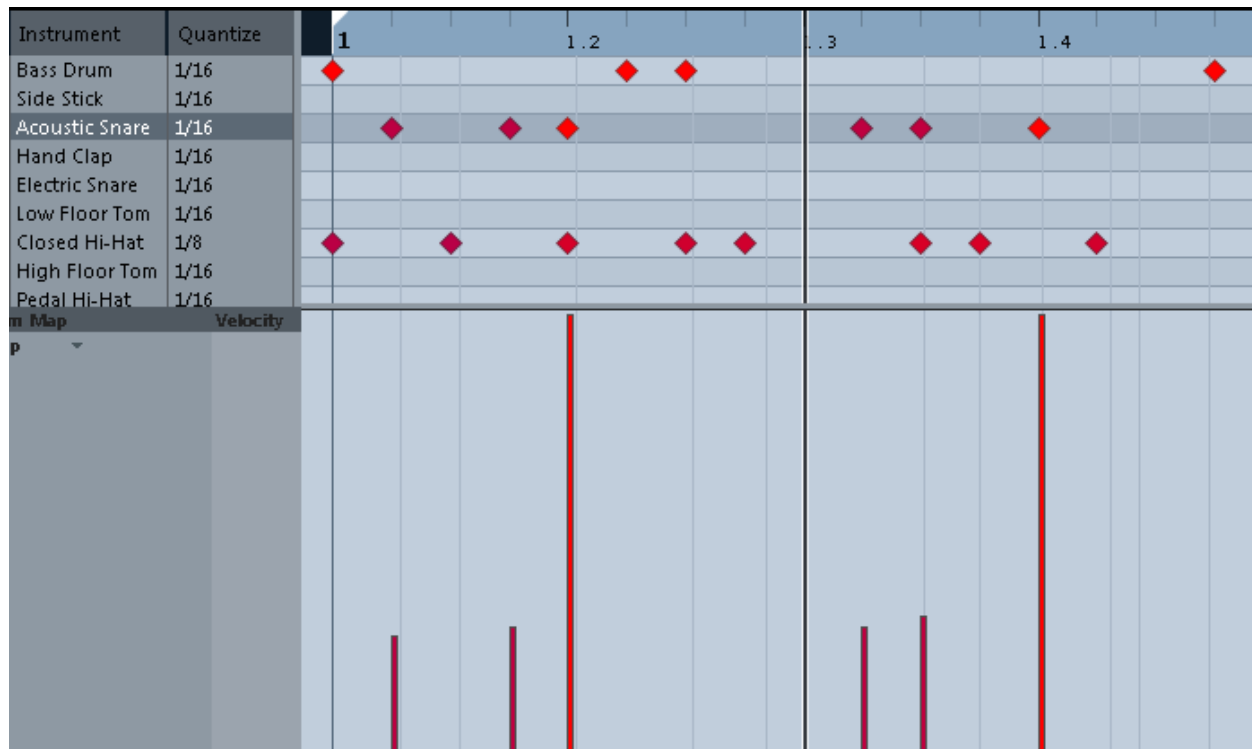 Instrument Quantize 1 1.2 1.3 1.4
Bass Drum 1/16
Side Stick 1/16
Acoustic Snare 1/16
Hand Clap 1/16
Electric Snare 1/16
Low Floor Tom 1/16
Closed Hi-Hat 1/8
High Floor Tom 1/16
Pedal Hi-Hat 1/16
m Map Velocity
p